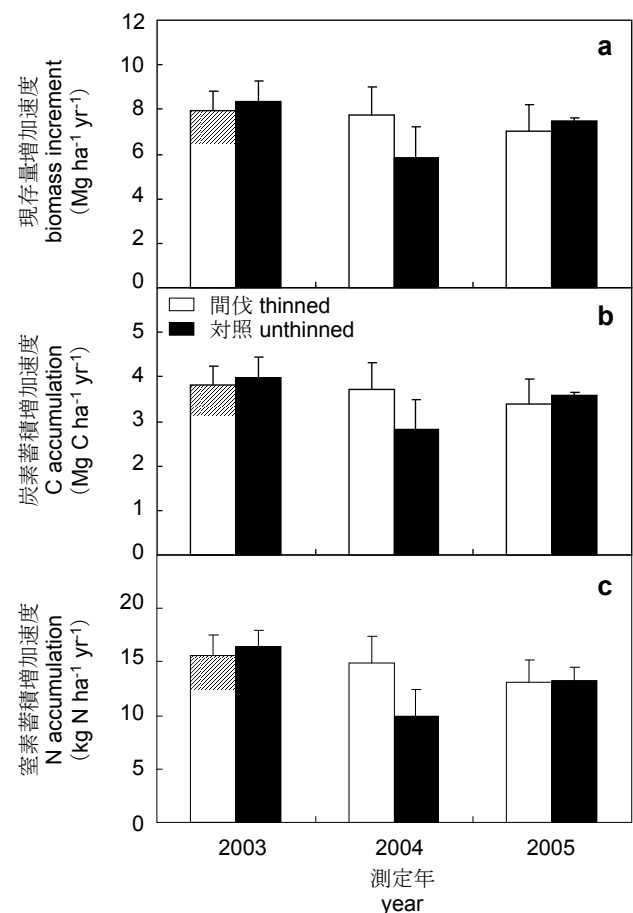 現存量増加速度
biomass increment
(Mg ha⁻¹ yr⁻¹)
12
10
8
6
4
2
0
a
炭素蓄積増加速度
C accumulation
(Mg C ha⁻¹ yr⁻¹)
間伐 thinned
対照 unthinned
5
4
3
2
1
0
b
窒素蓄積増加速度
N accumulation
(kg N ha⁻¹ yr⁻¹)
20
15
10
5
0
c
2003 2004 2005
測定年
year